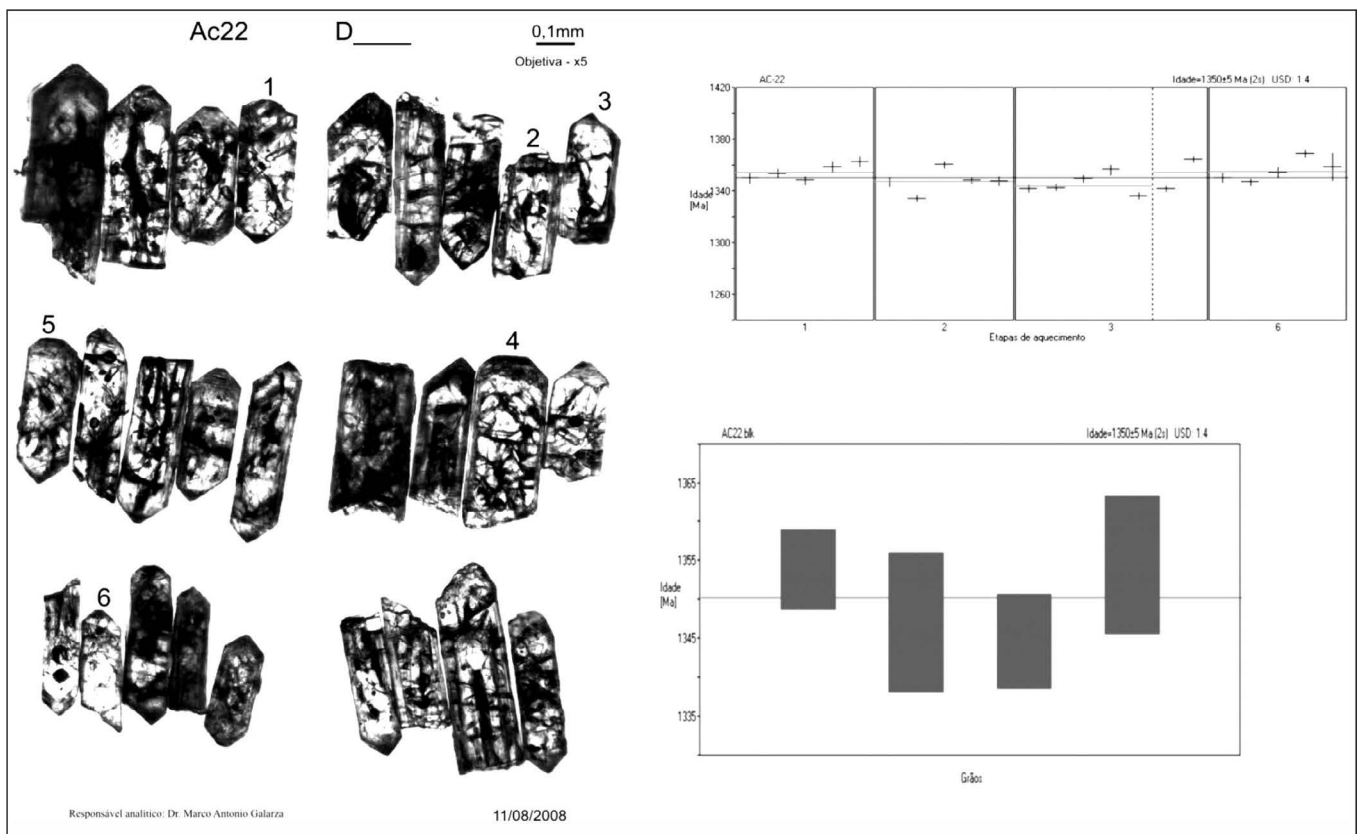 Ac22
D
0,1mm
Objetiva - x5
1
2
3
5
4
6
Responsável analítico: Dr. Marco Antonio Galarza
11/08/2008
AC-22
Idade=1350±5 Ma (2s) USD 1.4
1420
1380
1340
1300
1260
Idade
[Ma]
1
2
3
6
Etapas de aquecimento
AC22.blk
Idade=1350±5 Ma (2s) USD 1.4
1365
1355
1345
1335
Idade
[Ma]
Grãos